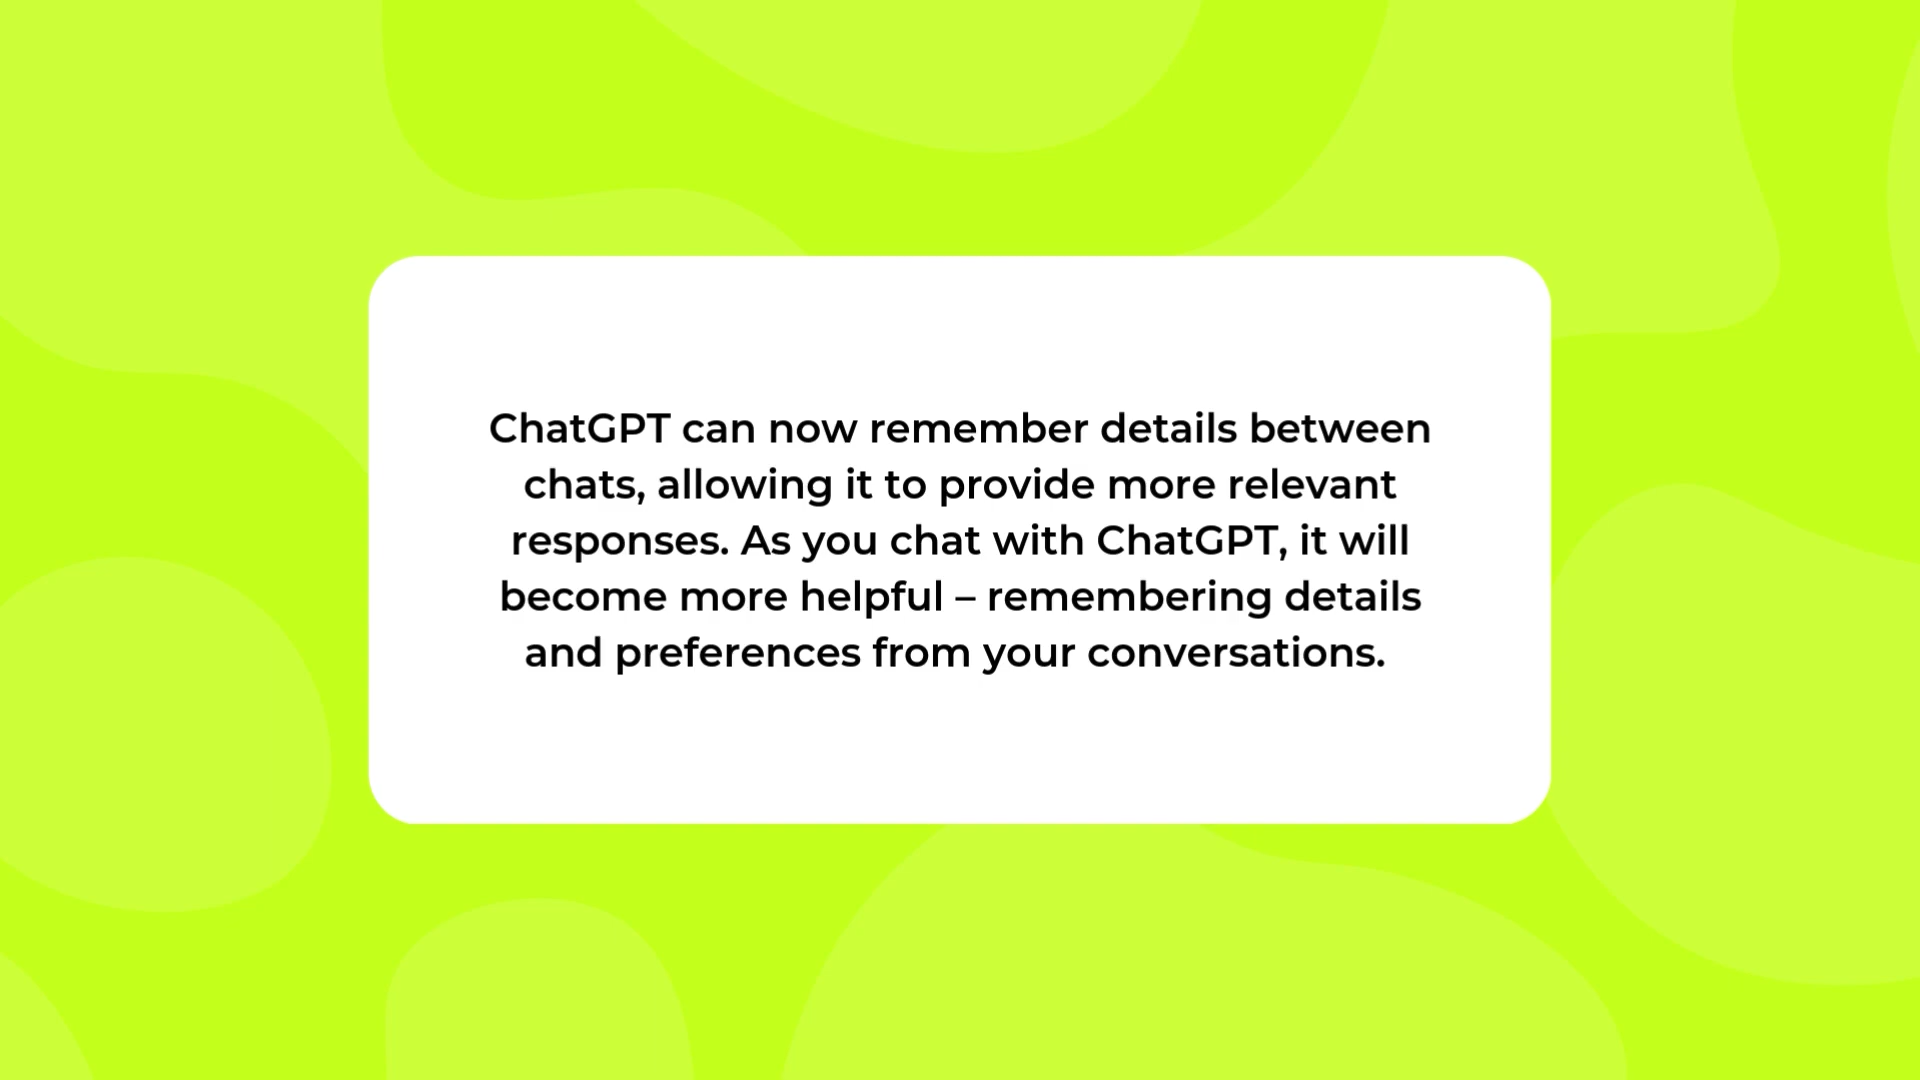 ChatGPT can now remember details between
chats, allowing it to provide more relevant
responses. As you chat with ChatGPT, it will
become more helpful – remembering details
and preferences from your conversations.